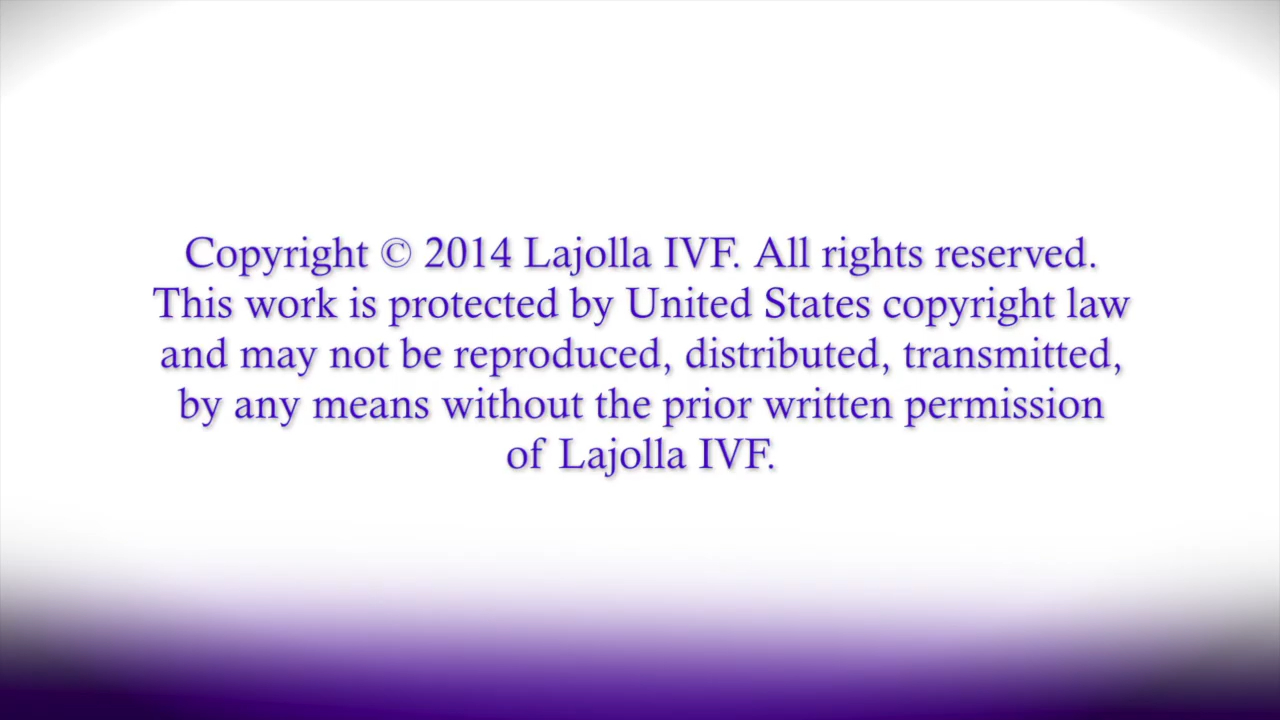 Copyright © 2014 Lajolla IVF. All rights reserved.
This work is protected by United States copyright law
and may not be reproduced, distributed, transmitted,
by any means without the prior written permission
of Lajolla IVF.